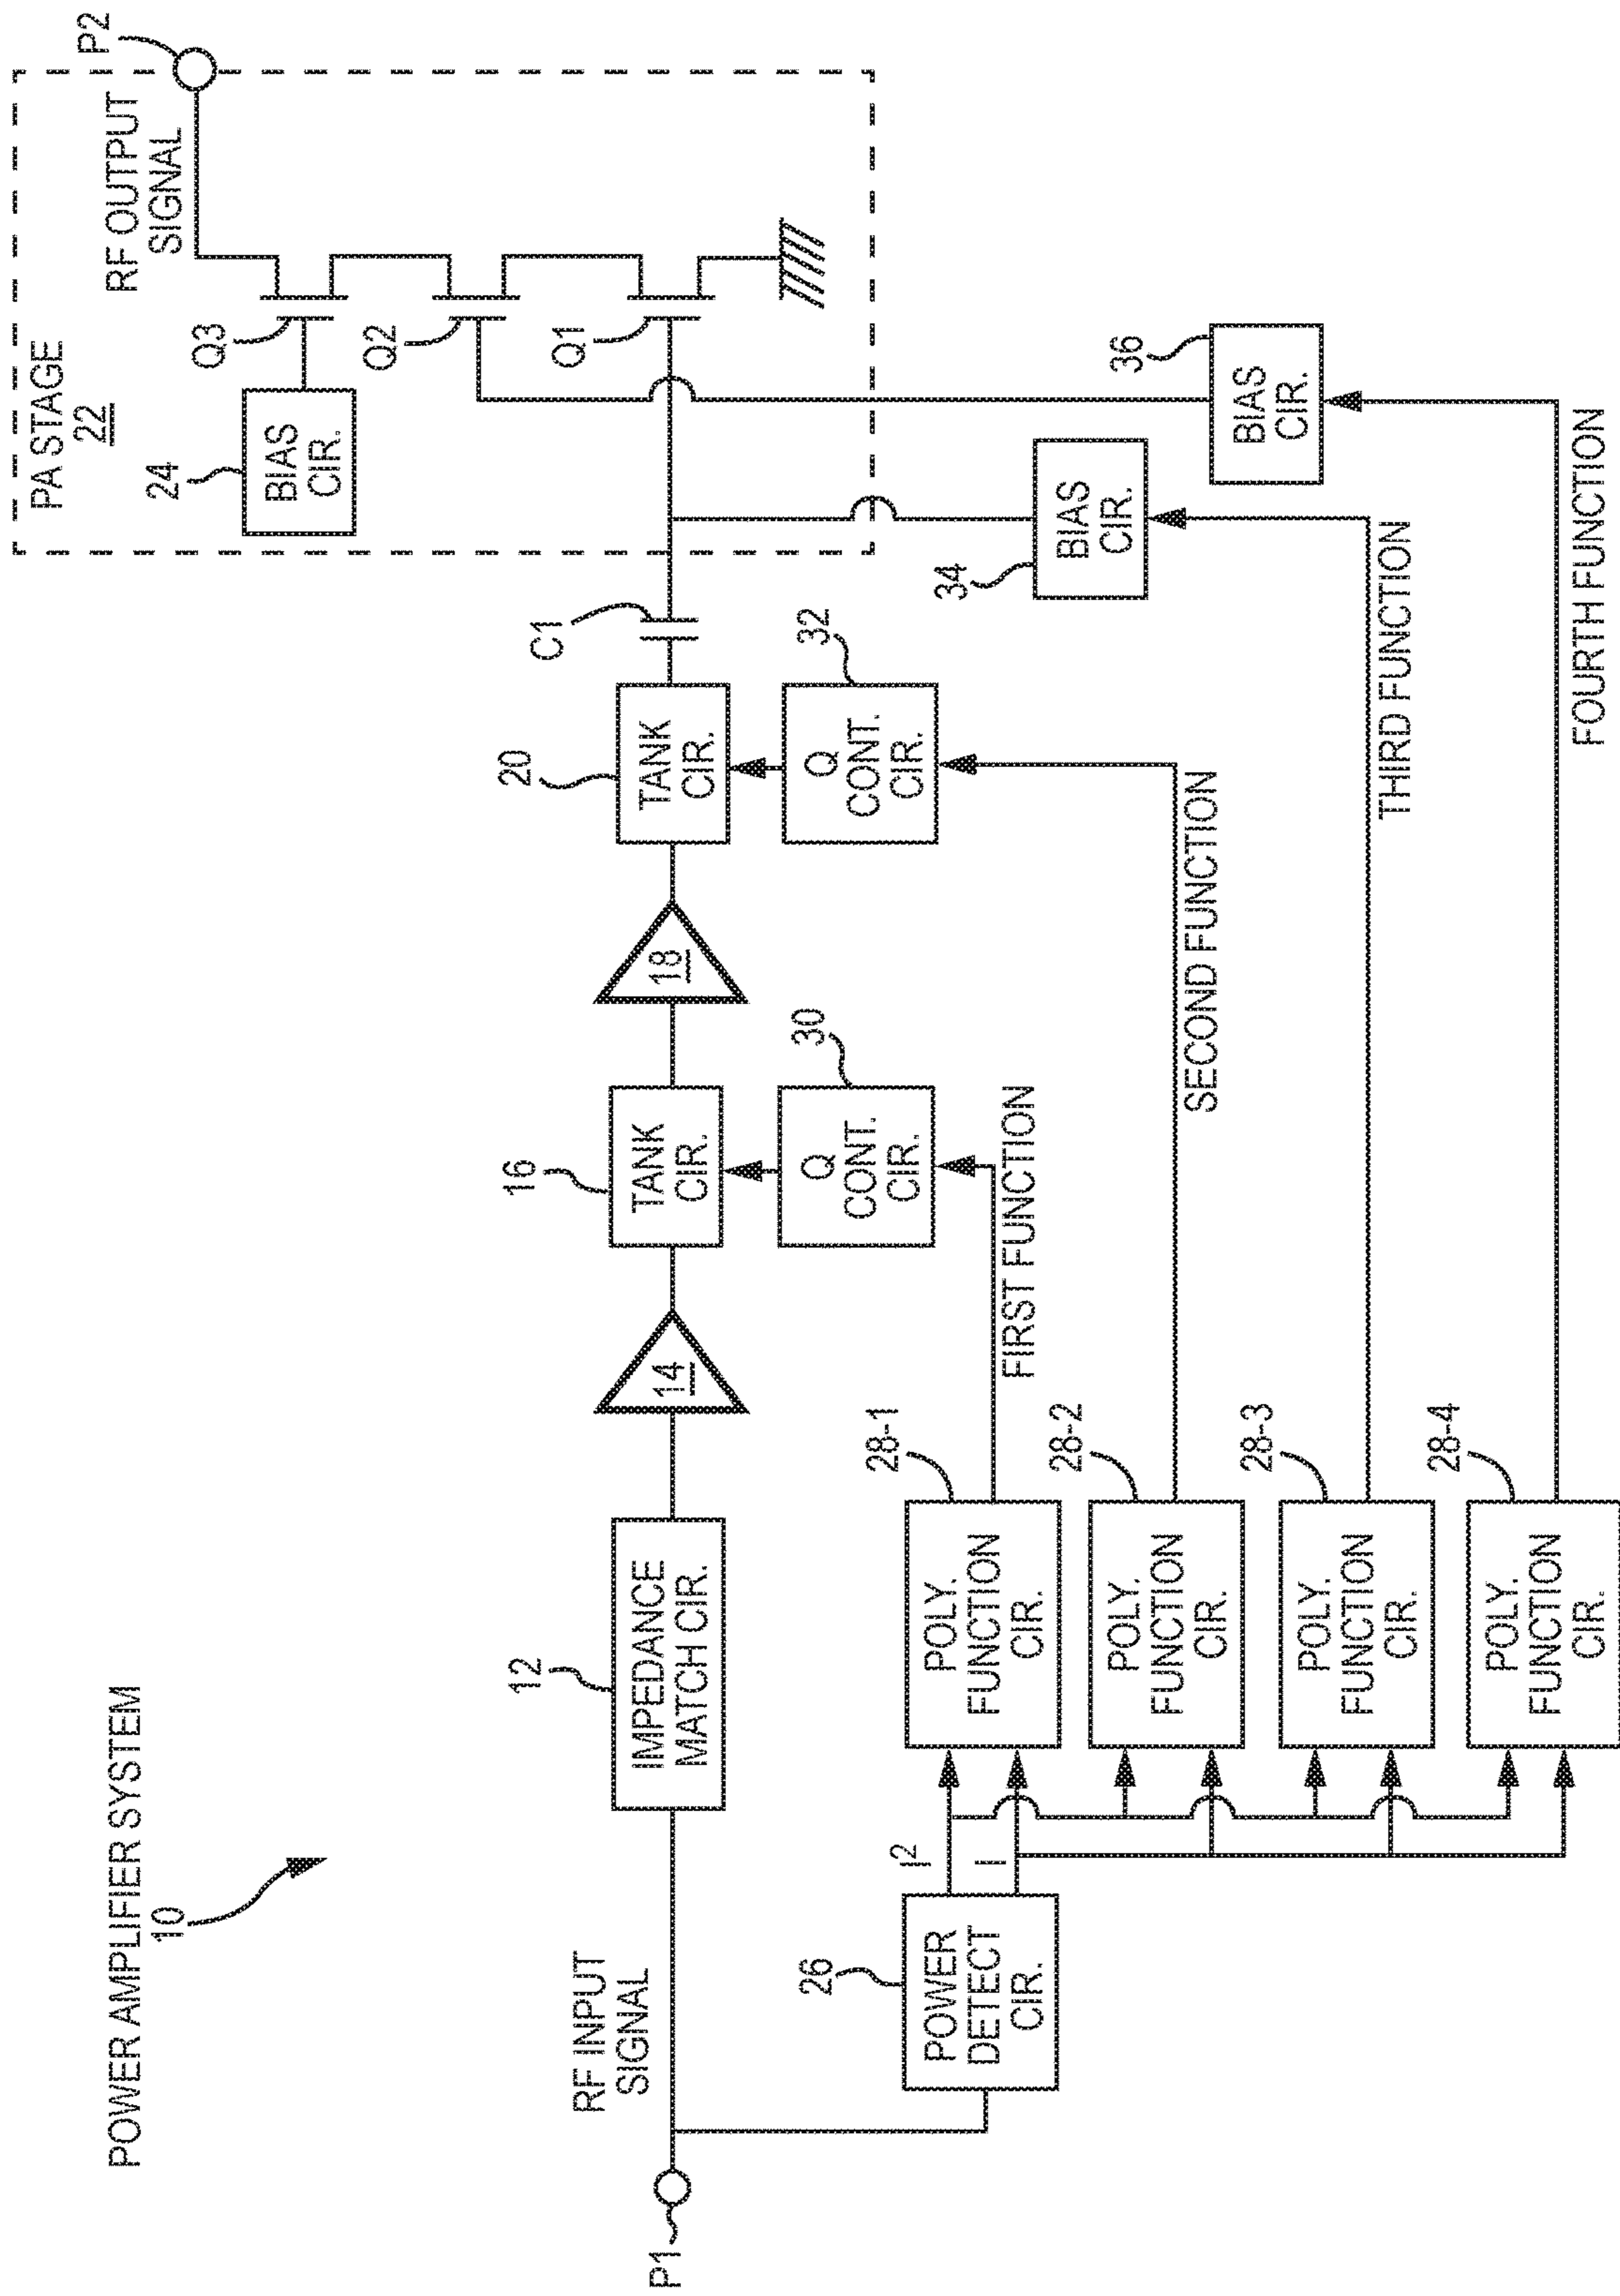 POWER AMPLIFIER SYSTEM
10
PA STAGE
22
24
BIAS
CIR.
Q3
Q2
Q1
RF OUTPUT
SIGNAL
P2
P1
RF INPUT
SIGNAL
12
IMPEDANCE
MATCH CIR.
14
16
TANK
CIR.
18
20
TANK
CIR.
C1
30
Q
CONT.
CIR.
32
Q
CONT.
CIR.
34
BIAS
CIR.
36
BIAS
CIR.
26
POWER
DETECT
CIR.
I²
I
28-1
POLY.
FUNCTION
CIR.
FIRST FUNCTION
28-2
POLY.
FUNCTION
CIR.
SECOND FUNCTION
28-3
POLY.
FUNCTION
CIR.
THIRD FUNCTION
28-4
POLY.
FUNCTION
CIR.
FOURTH FUNCTION